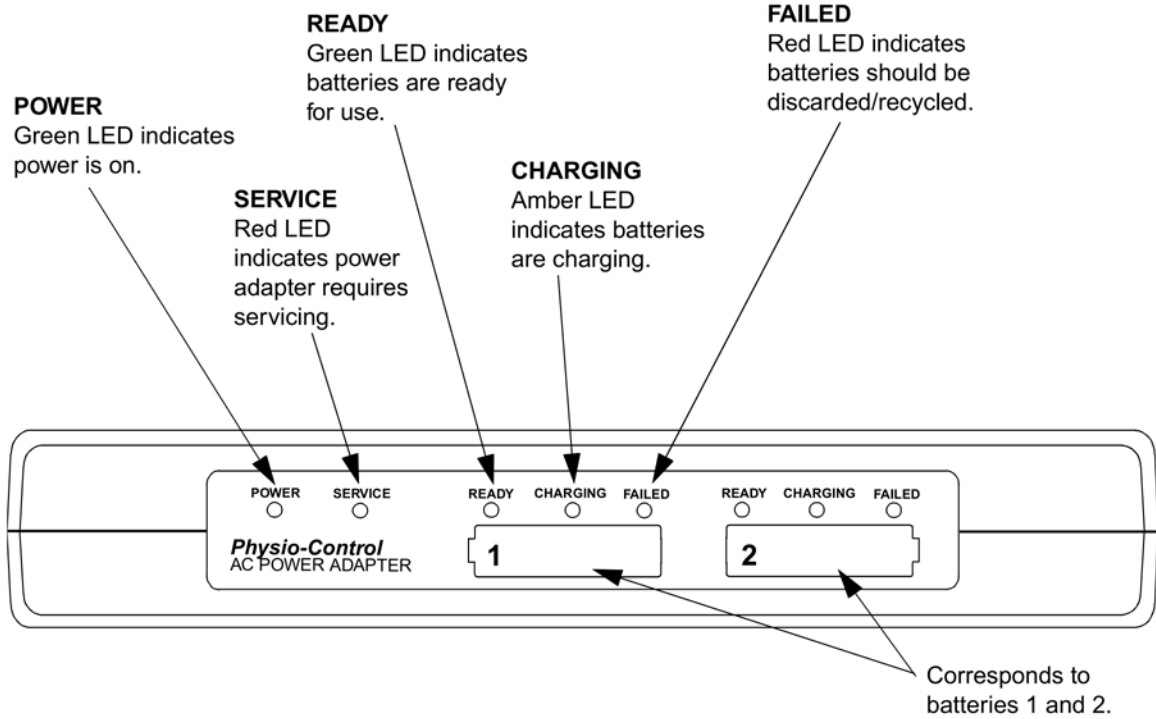 READY
Green LED indicates
batteries are ready
for use.
FAILED
Red LED indicates
batteries should be
discarded/recycled.
POWER
Green LED indicates
power is on.
SERVICE
Red LED
indicates power
adapter requires
servicing.
CHARGING
Amber LED
indicates batteries
are charging.
POWER SERVICE READY CHARGING FAILED READY CHARGING FAILED
Physio-Control
AC POWER ADAPTER
1
2
Corresponds to
batteries 1 and 2.